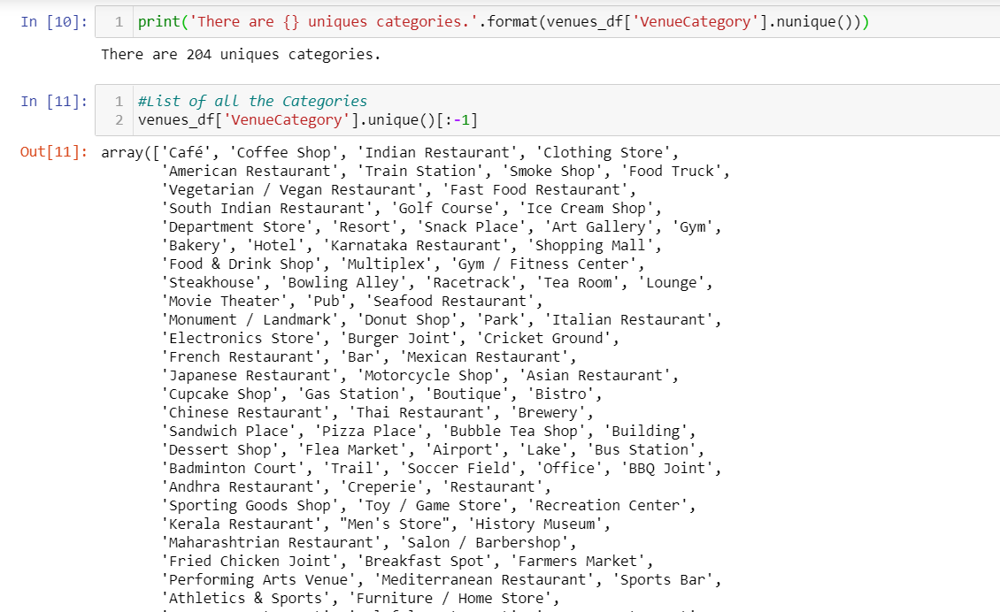 In [10]: 1 print('There are {} uniques categories.'.format(venues_df['VenueCategory'].nunique()))
There are 204 uniques categories.
In [11]: 1 #List of all the Categories
2 venues_df['VenueCategory'].unique()[:-1]
Out[11]: array(['Café', 'Coffee Shop', 'Indian Restaurant', 'Clothing Store',
'American Restaurant', 'Train Station', 'Smoke Shop', 'Food Truck',
'Vegetarian / Vegan Restaurant', 'Fast Food Restaurant',
'South Indian Restaurant', 'Golf Course', 'Ice Cream Shop',
'Department Store', 'Resort', 'Snack Place', 'Art Gallery', 'Gym',
'Bakery', 'Hotel', 'Karnataka Restaurant', 'Shopping Mall',
'Food & Drink Shop', 'Multiplex', 'Gym / Fitness Center',
'Steakhouse', 'Bowling Alley', 'Racetrack', 'Tea Room', 'Lounge',
'Movie Theater', 'Pub', 'Seafood Restaurant',
'Monument / Landmark', 'Donut Shop', 'Park', 'Italian Restaurant',
'Electronics Store', 'Burger Joint', 'Cricket Ground',
'French Restaurant', 'Bar', 'Mexican Restaurant',
'Japanese Restaurant', 'Motorcycle Shop', 'Asian Restaurant',
'Cupcake Shop', 'Gas Station', 'Boutique', 'Bistro',
'Chinese Restaurant', 'Thai Restaurant', 'Brewery',
'Sandwich Place', 'Pizza Place', 'Bubble Tea Shop', 'Building',
'Dessert Shop', 'Flea Market', 'Airport', 'Lake', 'Bus Station',
'Badminton Court', 'Trail', 'Soccer Field', 'Office', 'BBQ Joint',
'Andhra Restaurant', 'Creperie', 'Restaurant',
'Sporting Goods Shop', 'Toy / Game Store', 'Recreation Center',
'Kerala Restaurant', "Men's Store", 'History Museum',
'Maharashtrian Restaurant', 'Salon / Barbershop',
'Fried Chicken Joint', 'Breakfast Spot', 'Farmers Market',
'Performing Arts Venue', 'Mediterranean Restaurant', 'Sports Bar',
'Athletics & Sports', 'Furniture / Home Store',